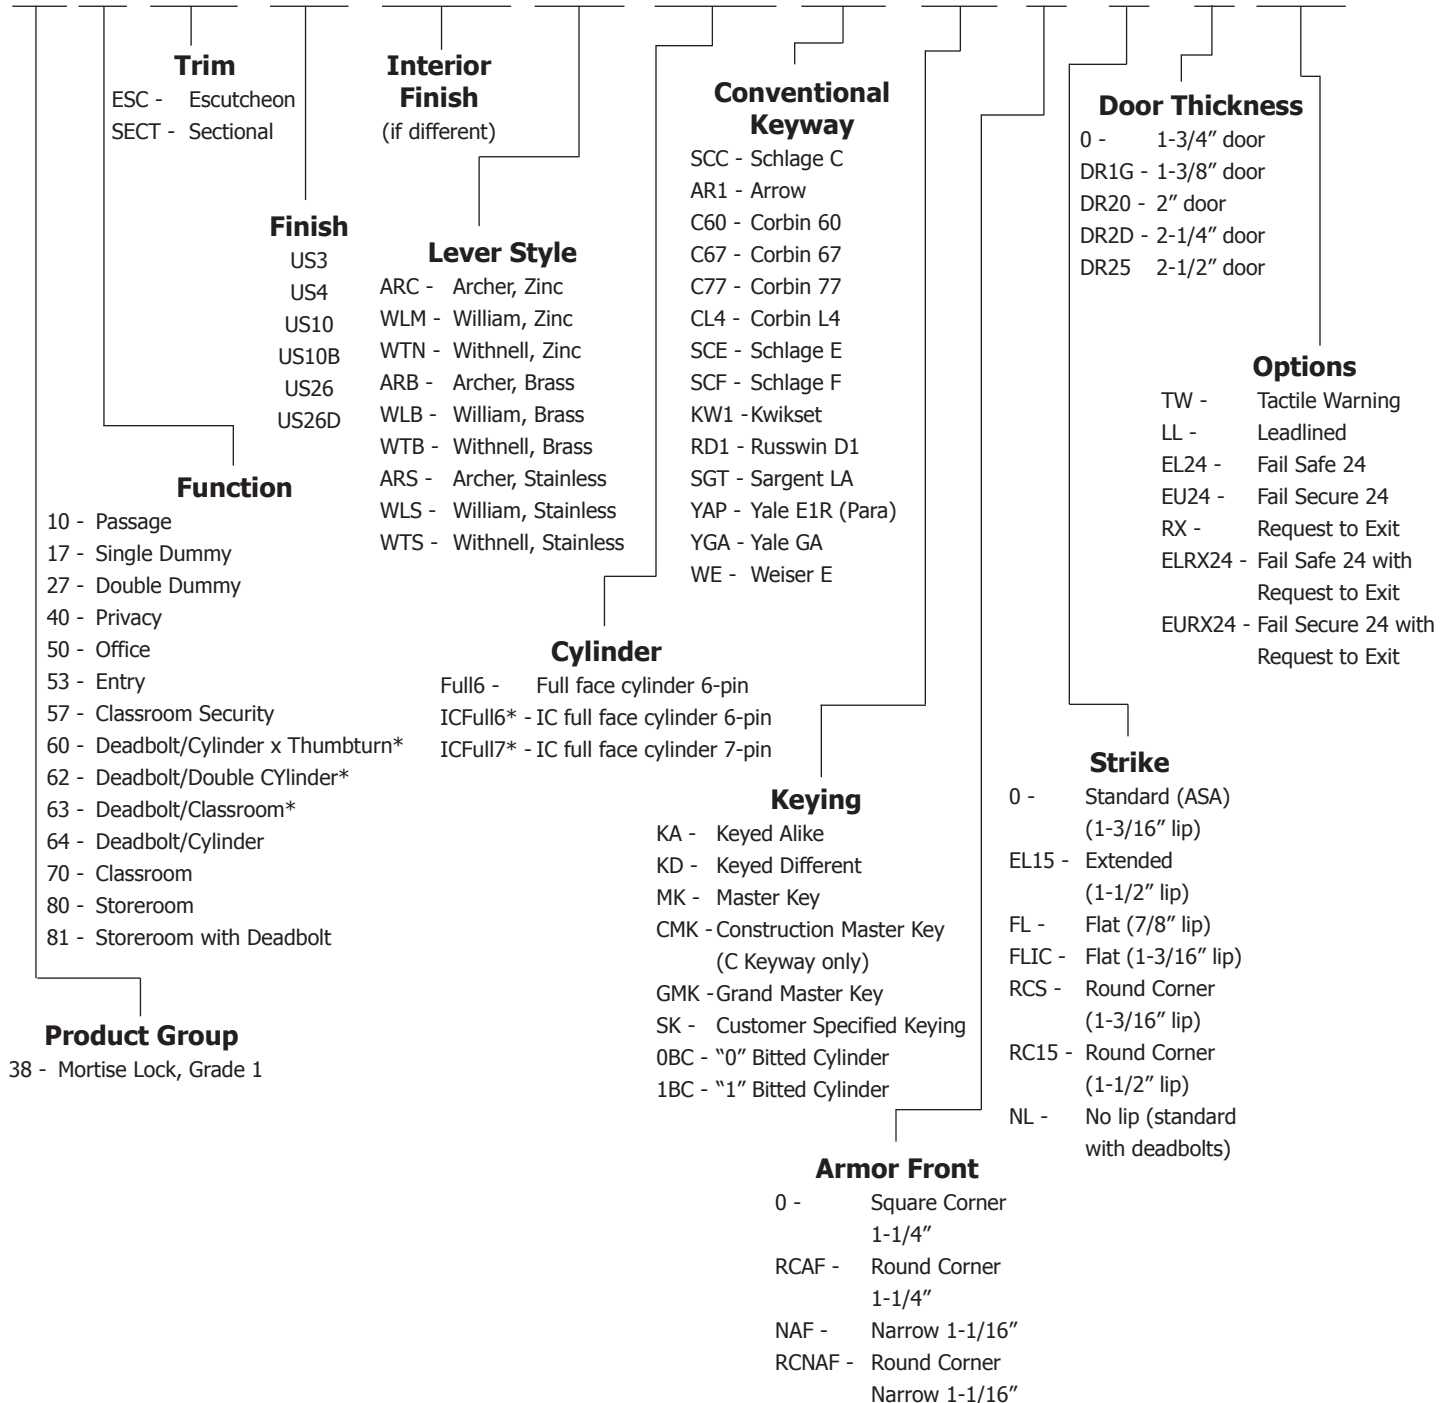 Trim
ESC - Escutcheon
SECT - Sectional
Interior
Finish
(if different)
Conventional
Keyway
SCC - Schlage C
AR1 - Arrow
C60 - Corbin 60
C67 - Corbin 67
C77 - Corbin 77
CL4 - Corbin L4
SCE - Schlage E
SCF - Schlage F
KW1 - Kwikset
RD1 - Russwin D1
SGT - Sargent LA
YAP - Yale E1R (Para)
YGA - Yale GA
WE - Weiser E
Door Thickness
0 - 1-3/4” door
DR1G - 1-3/8” door
DR20 - 2” door
DR2D - 2-1/4” door
DR25 2-1/2” door
Finish
US3
US4
US10
US10B
US26
US26D
Lever Style
ARC - Archer, Zinc
WLM - William, Zinc
WTN - Withnell, Zinc
ARB - Archer, Brass
WLB - William, Brass
WTB - Withnell, Brass
ARS - Archer, Stainless
WLS - William, Stainless
WTS - Withnell, Stainless
Options
TW - Tactile Warning
LL - Leadlined
EL24 - Fail Safe 24
EU24 - Fail Secure 24
RX - Request to Exit
ELRX24 - Fail Safe 24 with
Request to Exit
EURX24 - Fail Secure 24 with
Request to Exit
Function
10 - Passage
17 - Single Dummy
27 - Double Dummy
40 - Privacy
50 - Office
53 - Entry
57 - Classroom Security
60 - Deadbolt/Cylinder x Thumbturn*
62 - Deadbolt/Double CYlinder*
63 - Deadbolt/Classroom*
64 - Deadbolt/Cylinder
70 - Classroom
80 - Storeroom
81 - Storeroom with Deadbolt
Cylinder
Full6 - Full face cylinder 6-pin
ICFull6* - IC full face cylinder 6-pin
ICFull7* - IC full face cylinder 7-pin
Strike
0 - Standard (ASA)
(1-3/16” lip)
EL15 - Extended
(1-1/2” lip)
FL - Flat (7/8” lip)
FLIC - Flat (1-3/16” lip)
RCS - Round Corner
(1-3/16” lip)
RC15 - Round Corner
(1-1/2” lip)
NL - No lip (standard
with deadbolts)
Keying
KA - Keyed Alike
KD - Keyed Different
MK - Master Key
CMK - Construction Master Key
(C Keyway only)
GMK - Grand Master Key
SK - Customer Specified Keying
0BC - “0” Bitted Cylinder
1BC - “1” Bitted Cylinder
Product Group
38 - Mortise Lock, Grade 1
Armor Front
0 - Square Corner
1-1/4”
RCAF - Round Corner
1-1/4”
NAF - Narrow 1-1/16”
RCNAF - Round Corner
Narrow 1-1/16”